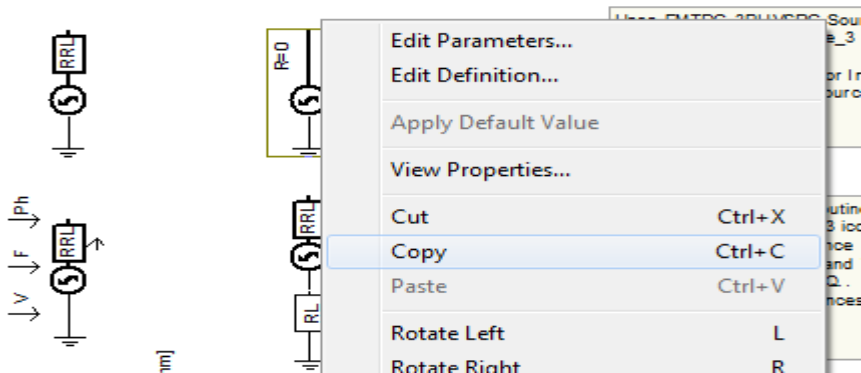 RRL
R=0
Edit Parameters...
Edit Definition...
Apply Default Value
View Properties...
Cut Ctrl+X
Copy Ctrl+C
Paste Ctrl+V
Rotate Left L
Rotate Right R
Ph
F
V
RRL
RRL
RL
and